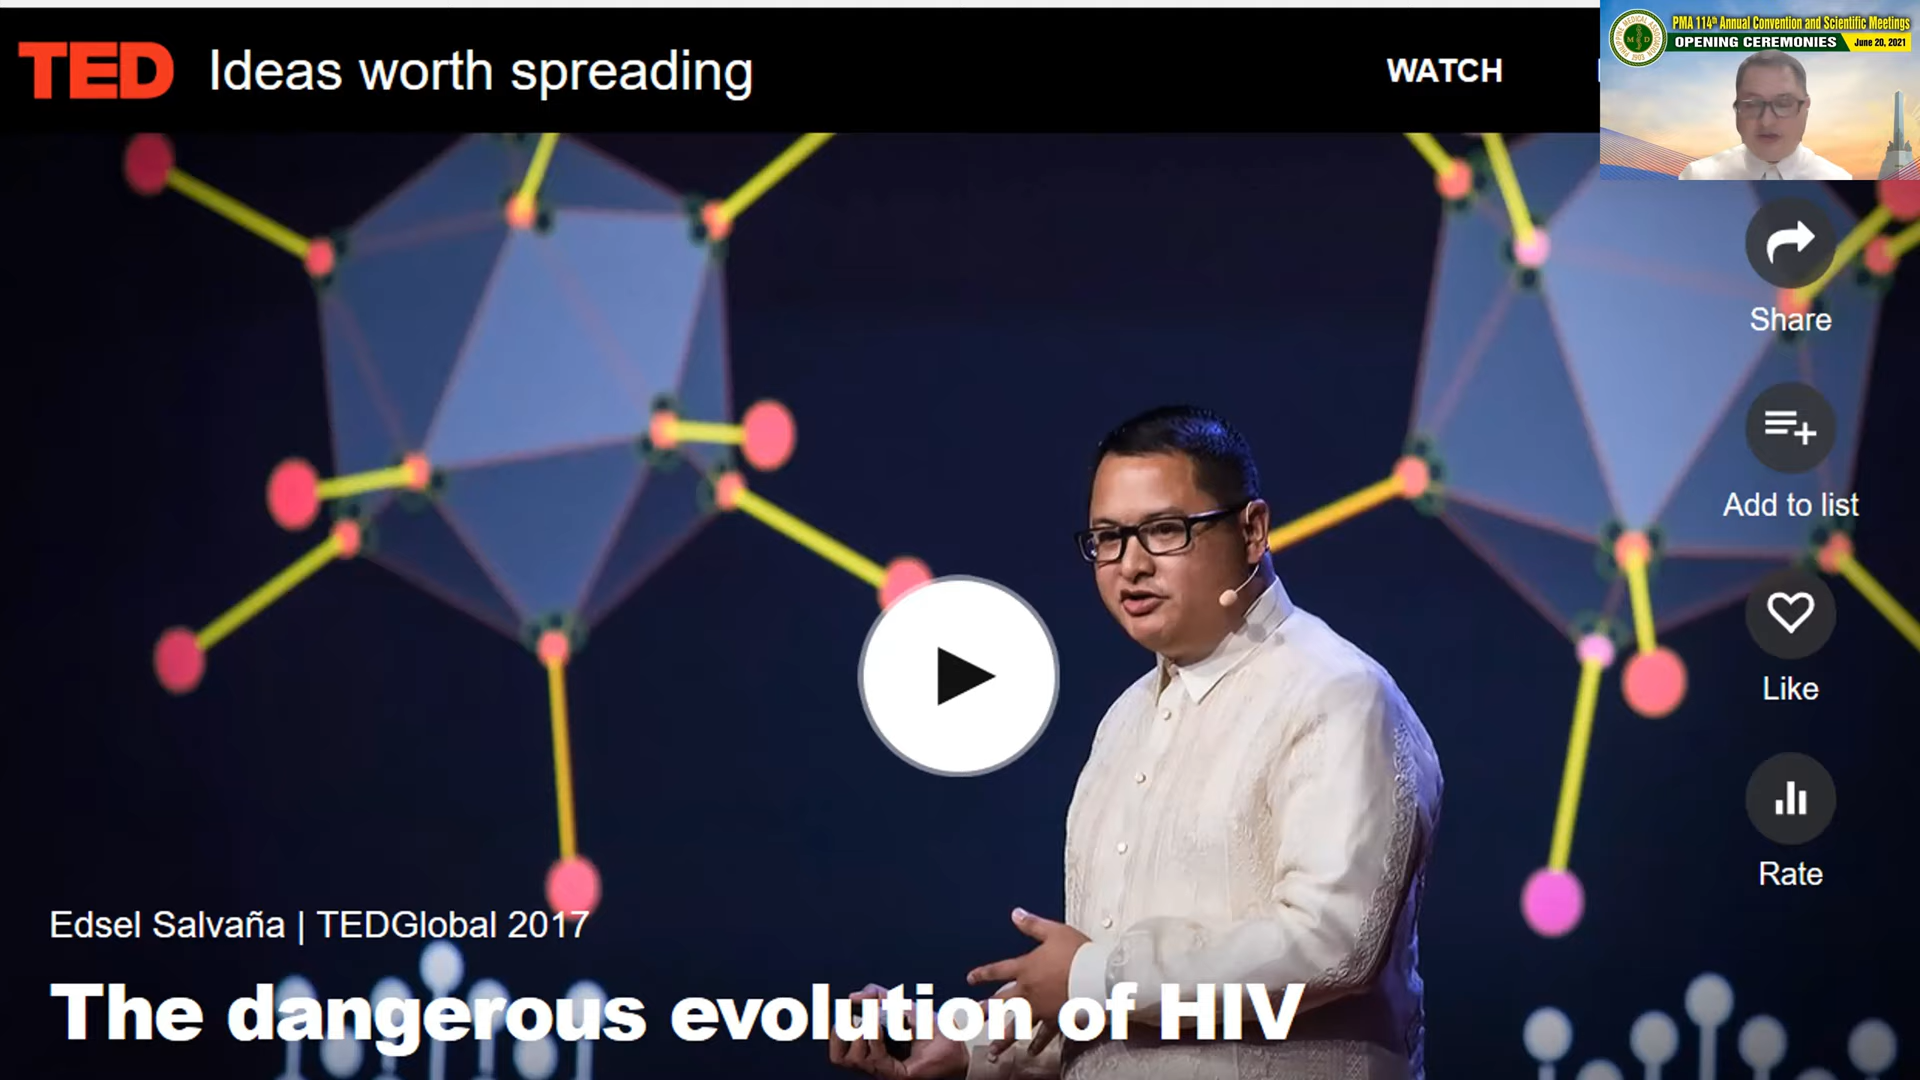 TED Ideas worth spreading
WATCH
PMA 114th Annual Convention and Scientific Meetings
OPENING CEREMONIES June 20, 2021
Share
Add to list
Like
Rate
Edsel Salvaña | TEDGlobal 2017
The dangerous evolution of HIV